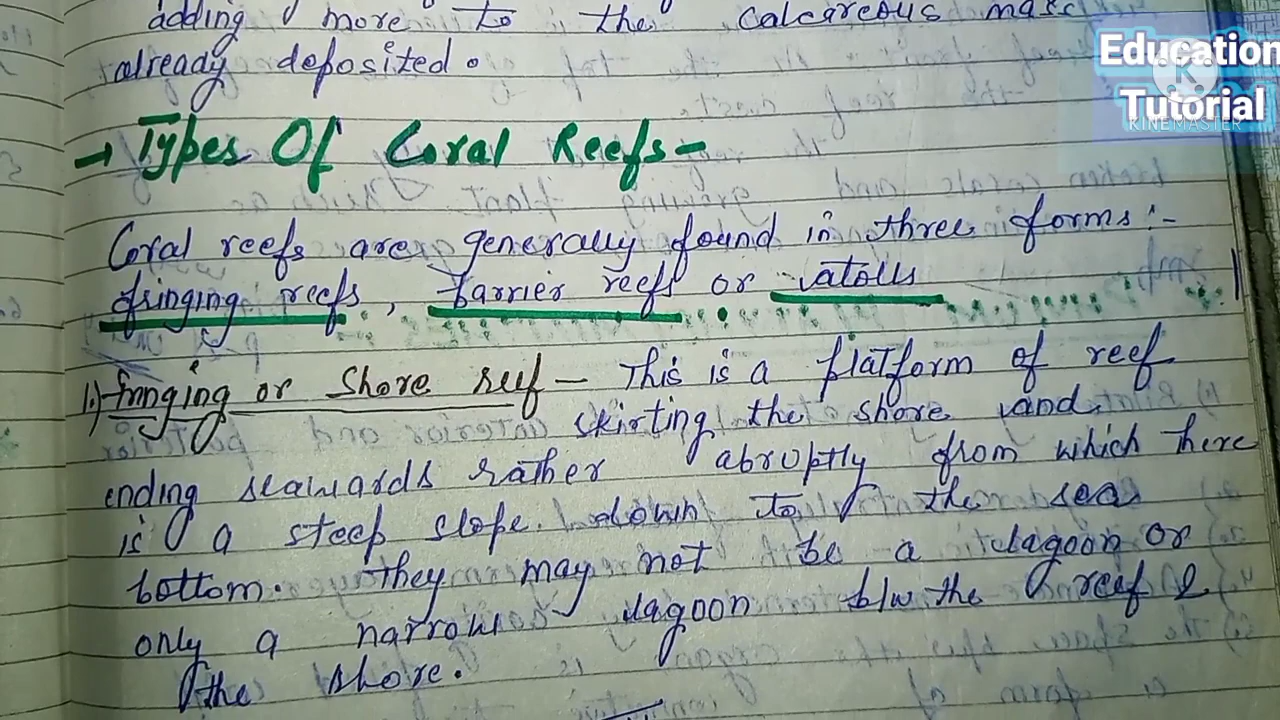 adding more to the calcareous mass
already deposited.
Education
Tutorial
KINEMASTER
→ Types Of Coral Reefs-
Coral reefs are generally found in three forms:-
fringing reefs, barrier reefs or atolls
1.) Fringing or Shore reef – This is a platform of reef
skirting the shore and
ending seawards rather abruptly from which there
is a steep slope down to the sea
bottom. They may not be a lagoon or
only a narrow lagoon b/w the reef &
the shore.